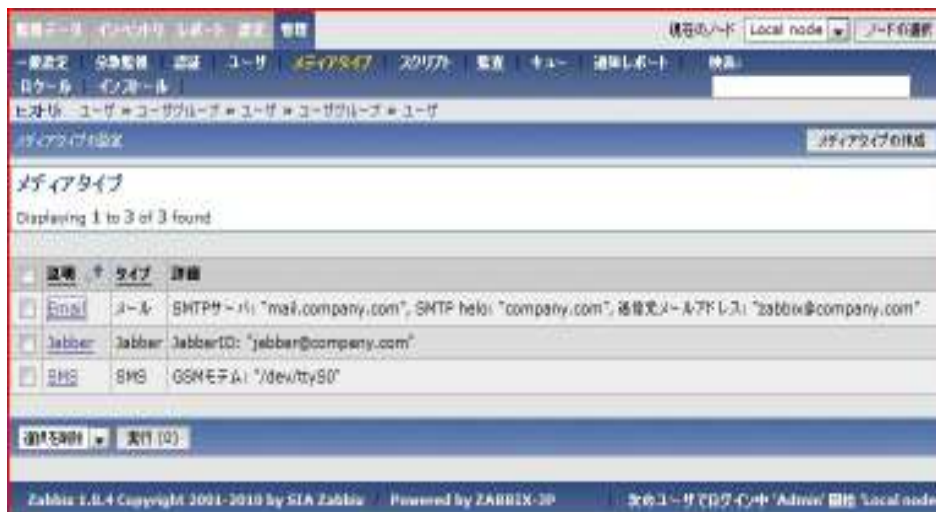 監視データ インベントリ レポート 設定 管理
現在のノード Local node ノードの選択
一般設定 分散監視 認証 ユーザ メディアタイプ スクリプト 監査 キュー 通知レポート 検索:
ロケール インストール
ヒストリ: ユーザ » ユーザグループ » ユーザ » ユーザグループ » ユーザ
メディアタイプの設定 メディアタイプの作成
メディアタイプ
Displaying 1 to 3 of 3 found
説明 ↑ タイプ 詳細
Email メール SMTPサーバ: "mail.company.com", SMTP helo: "company.com", 送信元メールアドレス: "zabbix@company.com"
Jabber Jabber JabberID: "jabber@company.com"
SMS SMS GSMモデム: "/dev/ttyS0"
選択を削除 実行 (0)
Zabbix 1.8.4 Copyright 2001-2010 by SIA Zabbix Powered by ZABBIX-JP 次のユーザでログイン中 'Admin' 開始 'Local node